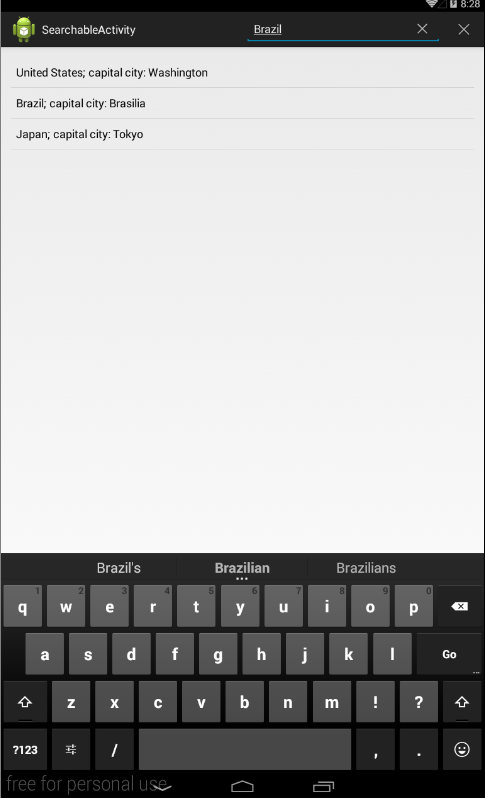 8:28
SearchableActivity Brazil
United States; capital city: Washington
Brazil; capital city: Brasilia
Japan; capital city: Tokyo
Brazil's Brazilian Brazilians
1 2 3 4 5 6 7 8 9 0
q w e r t y u i o p
a s d f g h j k l Go
z x c v b n m ! ?
?123 / , .
free for personal use